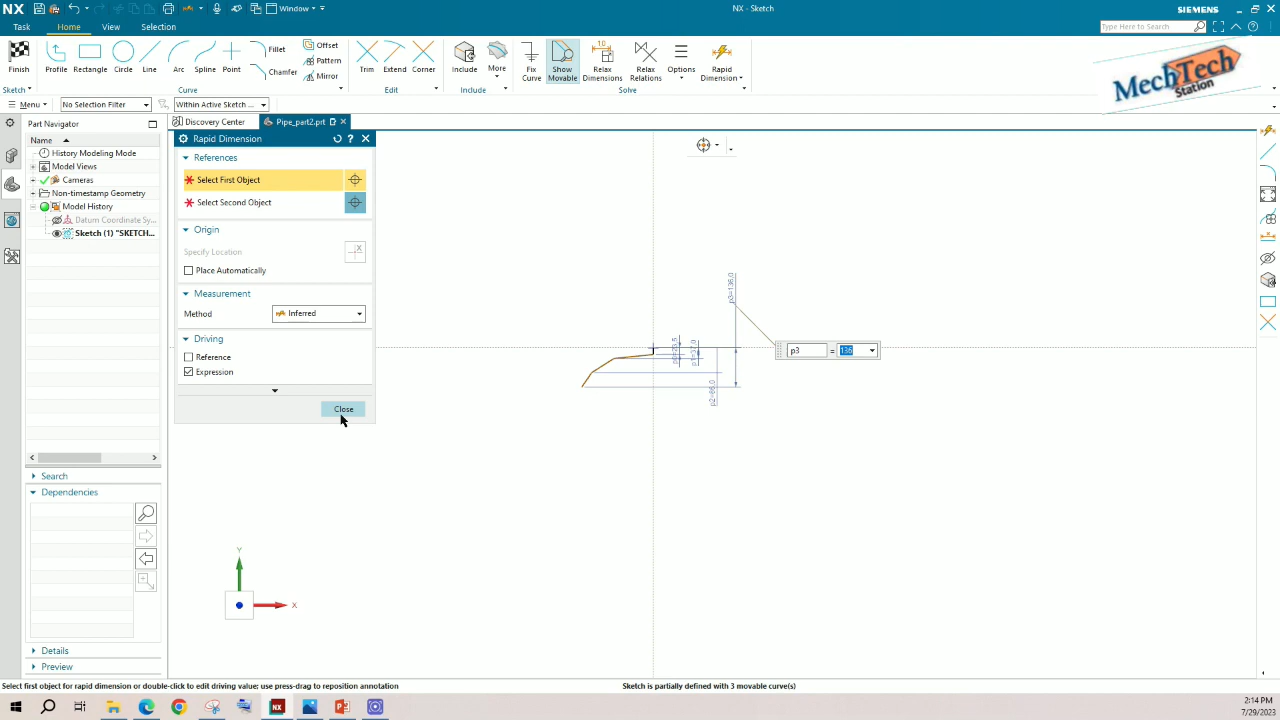 Window
NX - Sketch
SIEMENS
Task
Home
View
Selection
Type Here to Search
Finish
Profile
Rectangle
Circle
Line
Arc
Spline
Point
Fillet
Chamfer
Offset
Pattern
Mirror
Trim
Extend
Corner
Include
More
Fix
Curve
Show
Movable
Relax
Dimensions
Relax
Relations
Options
Rapid
Dimension
Sketch
Curve
Edit
Include
Solve
MechTech
Station
Menu
No Selection Filter
Within Active Sketch ...
Part Navigator
Discovery Center
Pipe_part2.prt
Name
History Modeling Mode
Model Views
Cameras
Non-timestamp Geometry
Model History
Datum Coordinate Sy...
Sketch (1) "SKETCH...
Rapid Dimension
References
Select First Object
Select Second Object
Origin
Specify Location
Place Automatically
Measurement
Method
Inferred
Driving
Reference
Expression
Close
p3=136,0
p3
=
136
Search
Dependencies
Details
Preview
Y
X
Select first object for rapid dimension or double-click to edit driving value; use press-drag to reposition annotation
Sketch is partially defined with 3 movable curve(s)
2:14 PM
7/29/2023